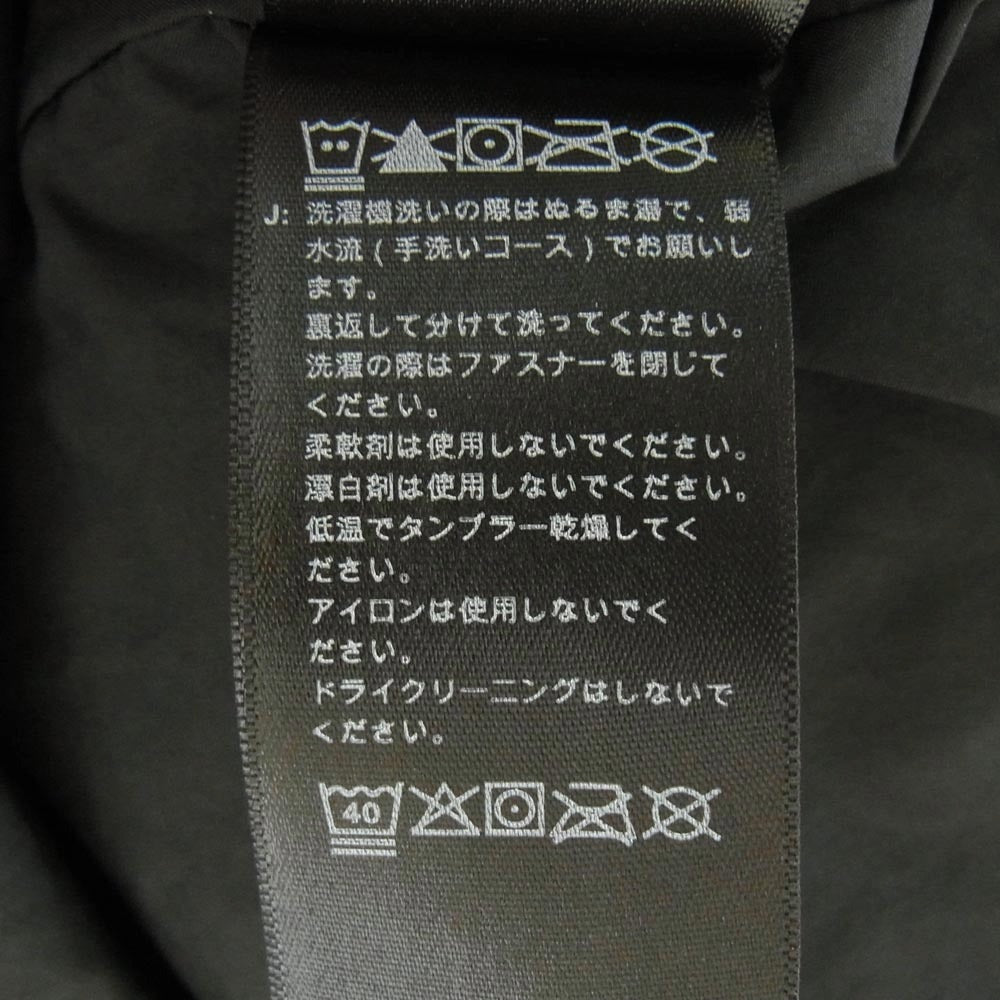 J: 洗濯機洗いの際はぬるま湯で、弱
水流(手洗いコース)でお願いし
ます。
裏返して分けて洗ってください。
洗濯の際はファスナーを閉じて
ください。
柔軟剤は使用しないでください。
漂白剤は使用しないでください。
低温でタンブラー乾燥してく
ださい。
アイロンは使用しないでく
ださい。
ドライクリーニングはしないで
ください。
40